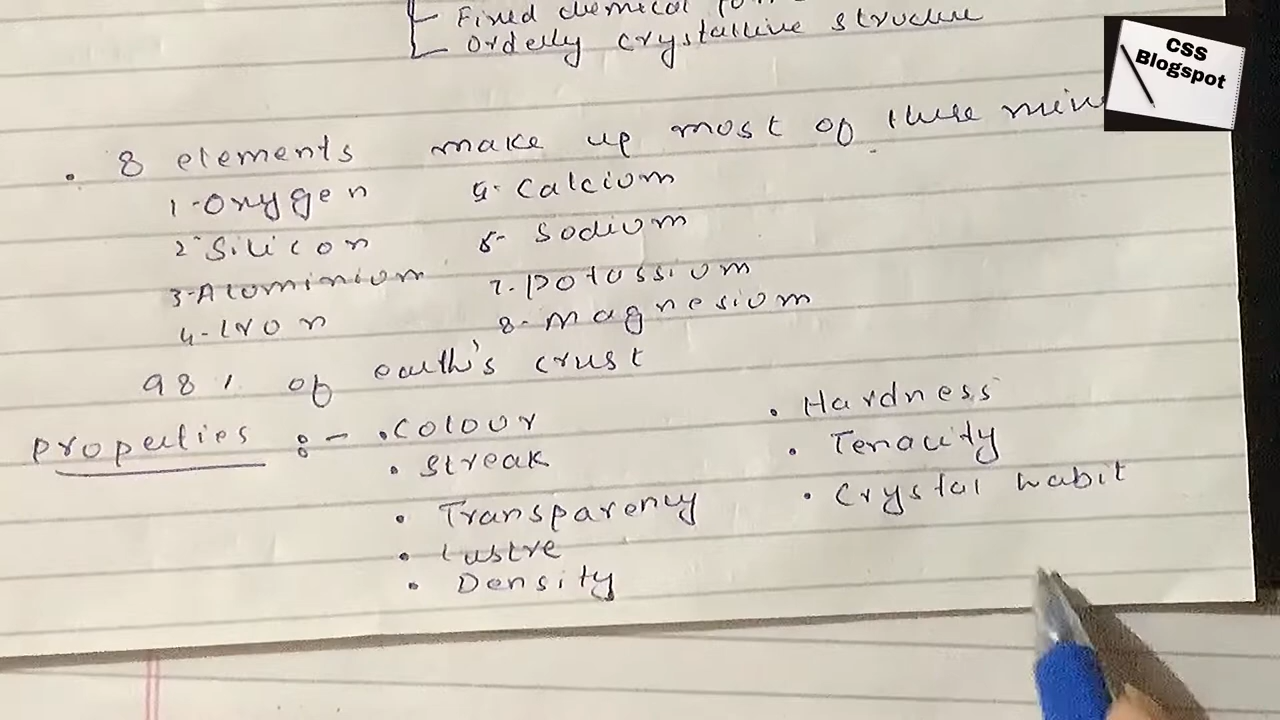 Fixed chemical
Orderly crystalline structure
CSS
Blogspot
• 8 elements make up most of these
1-Oxygen 5-Calcium
2-Silicon 6-Sodium
3-Aluminium 7-Potassium
4-Iron 8-Magnesium
98% of earth's crust
Properties :- •Colour • Hardness
• Streak • Tenacity
• Transparency • Crystal habit
• Lustre
• Density